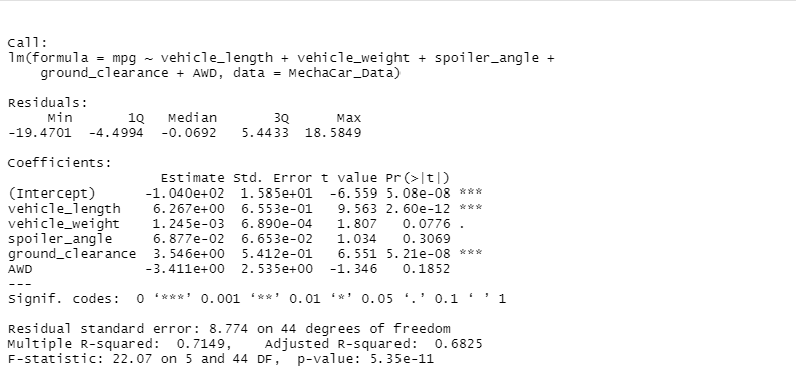 Call:
lm(formula = mpg ~ vehicle_length + vehicle_weight + spoiler_angle +
    ground_clearance + AWD, data = MechaCar_Data)
Residuals:
     Min       1Q   Median       3Q      Max
-19.4701  -4.4994  -0.0692   5.4433  18.5849
Coefficients:
                   Estimate Std. Error t value Pr(>|t|)
(Intercept)      -1.040e+02  1.585e+01  -6.559 5.08e-08 ***
vehicle_length    6.267e+00  6.553e-01   9.563 2.60e-12 ***
vehicle_weight    1.245e-03  6.890e-04   1.807   0.0776 .
spoiler_angle     6.877e-02  6.653e-02   1.034   0.3069
ground_clearance  3.546e+00  5.412e-01   6.551 5.21e-08 ***
AWD              -3.411e+00  2.535e+00  -1.346   0.1852
---
Signif. codes:  0 ‘***’ 0.001 ‘**’ 0.01 ‘*’ 0.05 ‘.’ 0.1 ‘ ’ 1
Residual standard error: 8.774 on 44 degrees of freedom
Multiple R-squared:  0.7149,    Adjusted R-squared:  0.6825
F-statistic: 22.07 on 5 and 44 DF,  p-value: 5.35e-11